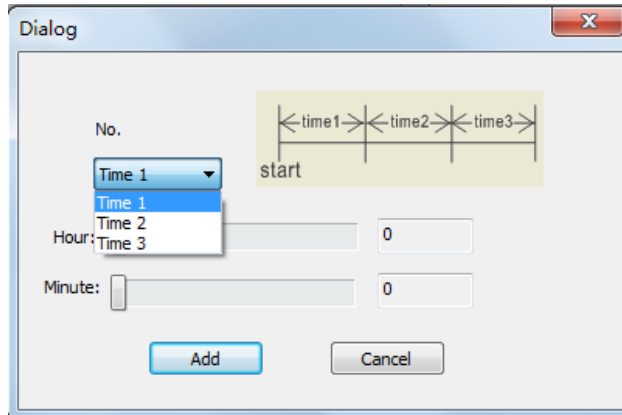 Dialog
No.
time1 time2 time3
start
Time 1
Time 1
Time 2
Time 3
Hour: 0
Minute: 0
Add Cancel